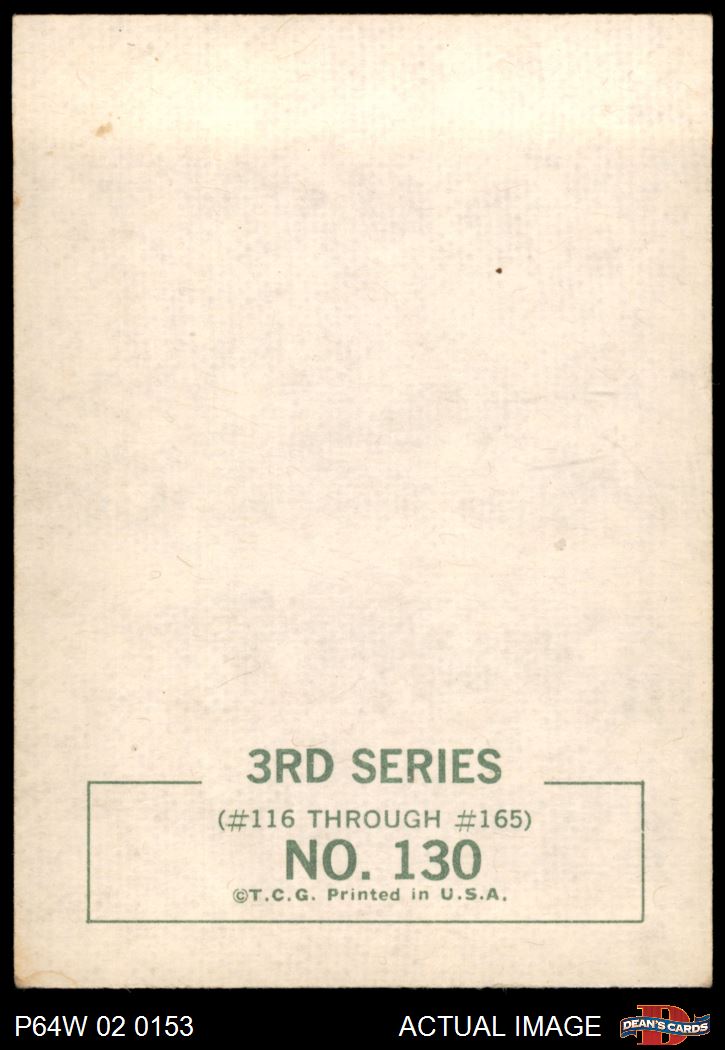 3RD SERIES
(#116 THROUGH #165)
NO. 130
©T.C.G. Printed in U.S.A.
P64W 02 0153
ACTUAL IMAGE
D
DEAN'S CARDS